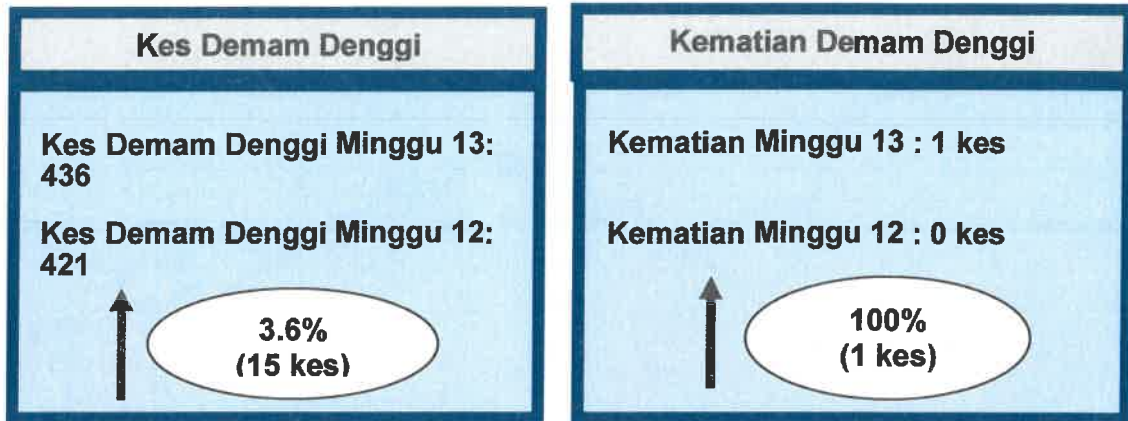 Kes Demam Denggi
Kes Demam Denggi Minggu 13:
436
Kes Demam Denggi Minggu 12:
421
3.6%
(15 kes)
Kematian Demam Denggi
Kematian Minggu 13 : 1 kes
Kematian Minggu 12 : 0 kes
100%
(1 kes)